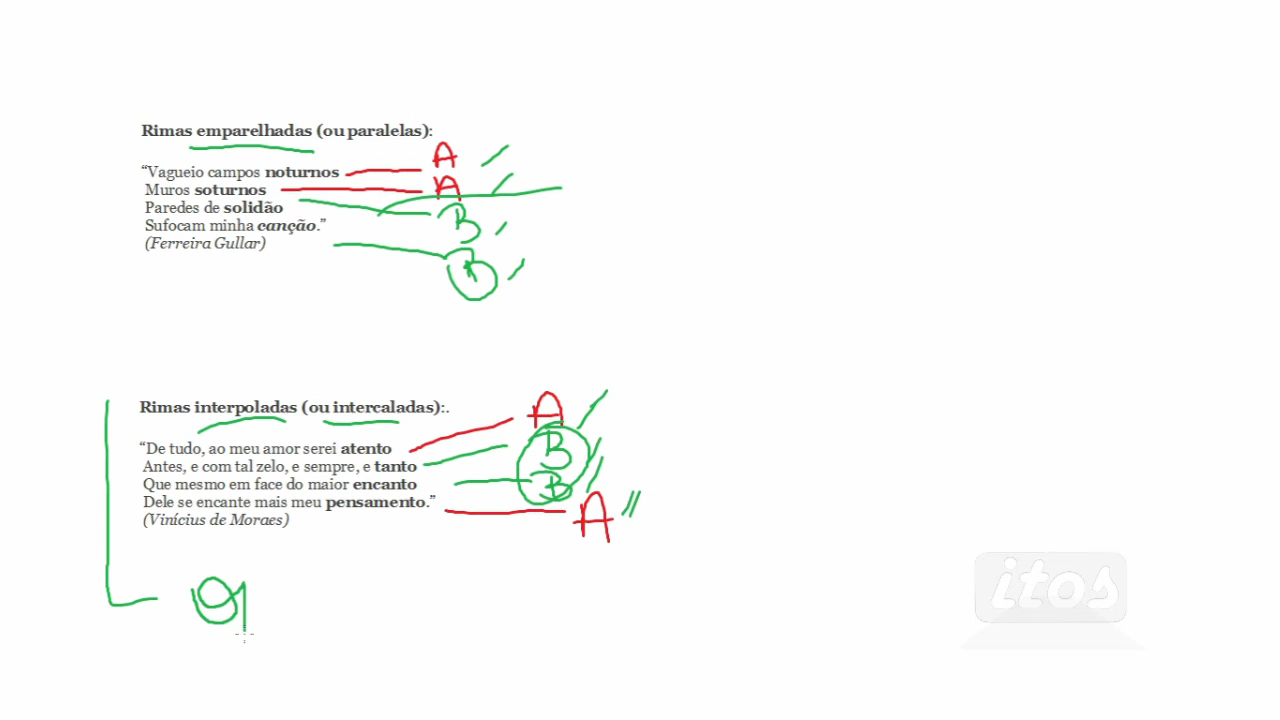 Rimas emparelhadas (ou paralelas):
A
“Vagueio campos noturnos
A
Muros soturnos
Paredes de solidão
B
Sufocam minha canção.”
(Ferreira Gullar)
Rimas interpoladas (ou intercaladas):.
A
“De tudo, ao meu amor serei atento
B
Antes, e com tal zelo, e sempre, e tanto
Que mesmo em face do maior encanto
B
Dele se encante mais meu pensamento.”
A
(Vinícius de Moraes)
itos